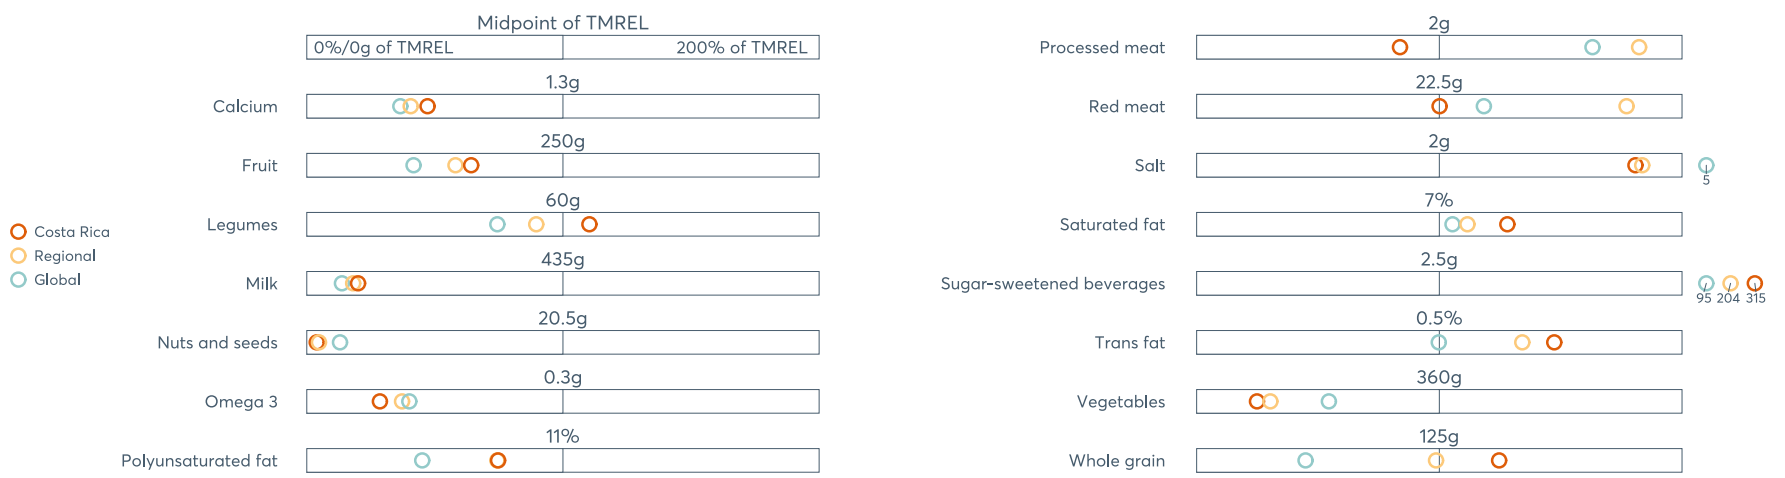 Midpoint of TMREL
0%/0g of TMREL 200% of TMREL
1.3g
Calcium
250g
Fruit
60g
Legumes
435g
Milk
20.5g
Nuts and seeds
0.3g
Omega 3
11%
Polyunsaturated fat
Costa Rica
Regional
Global
2g
Processed meat
22.5g
Red meat
2g
Salt
5
7%
Saturated fat
2.5g
Sugar-sweetened beverages
95 204 315
0.5%
Trans fat
360g
Vegetables
125g
Whole grain